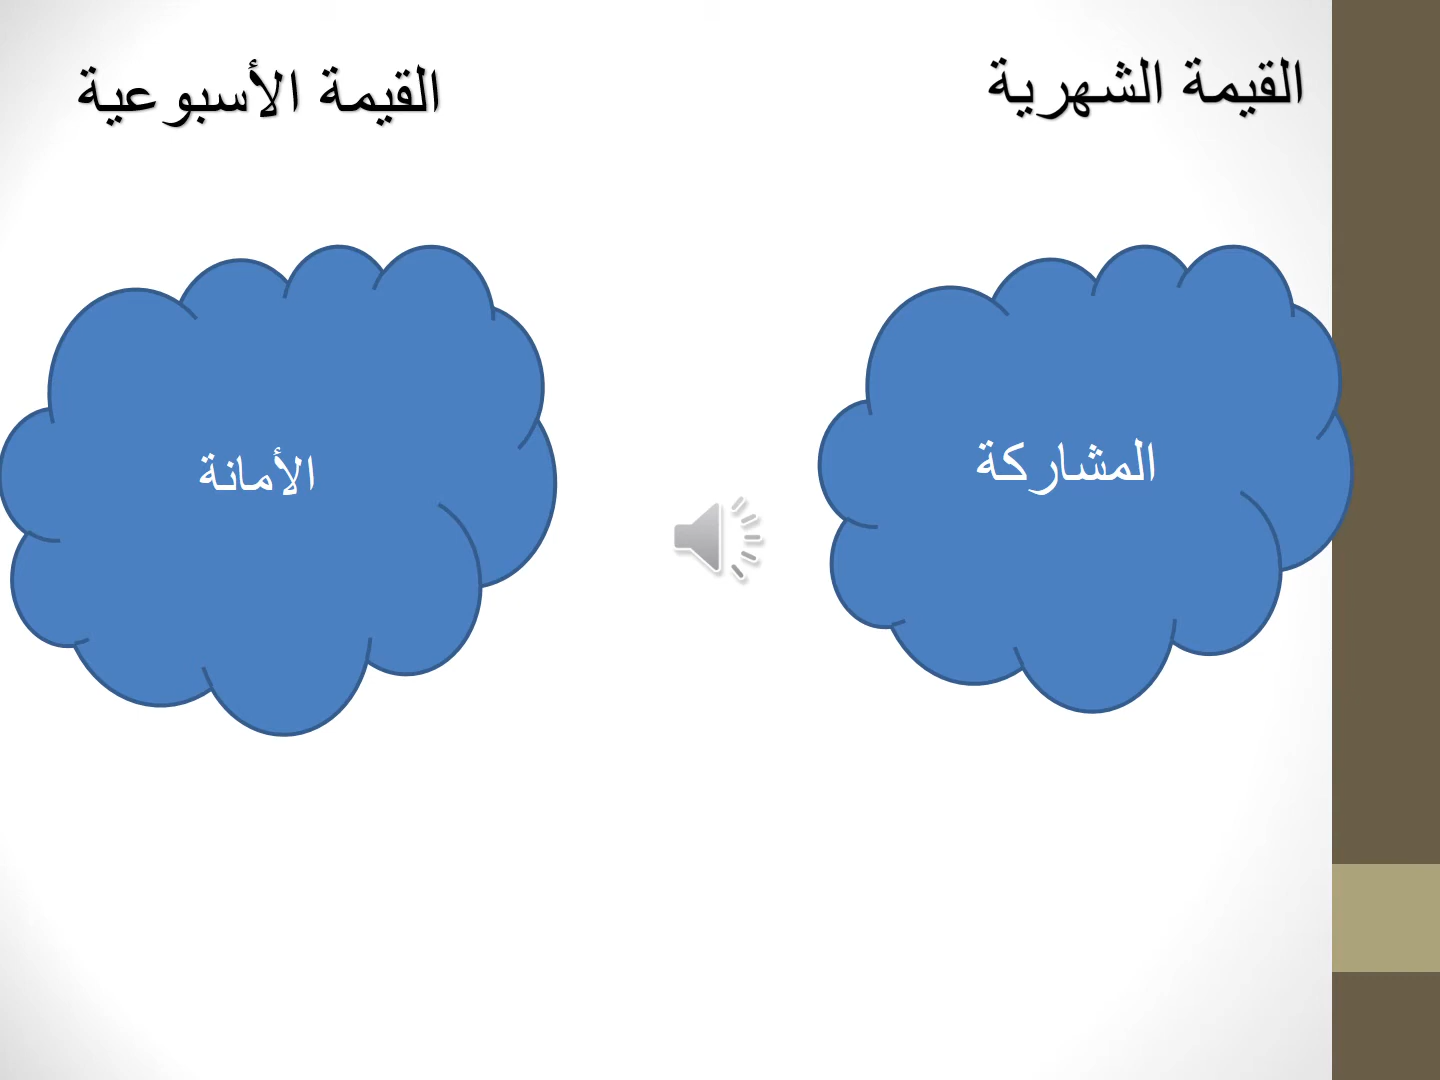 القيمة الشهرية
القيمة الأسبوعية
المشاركة
الأمانة